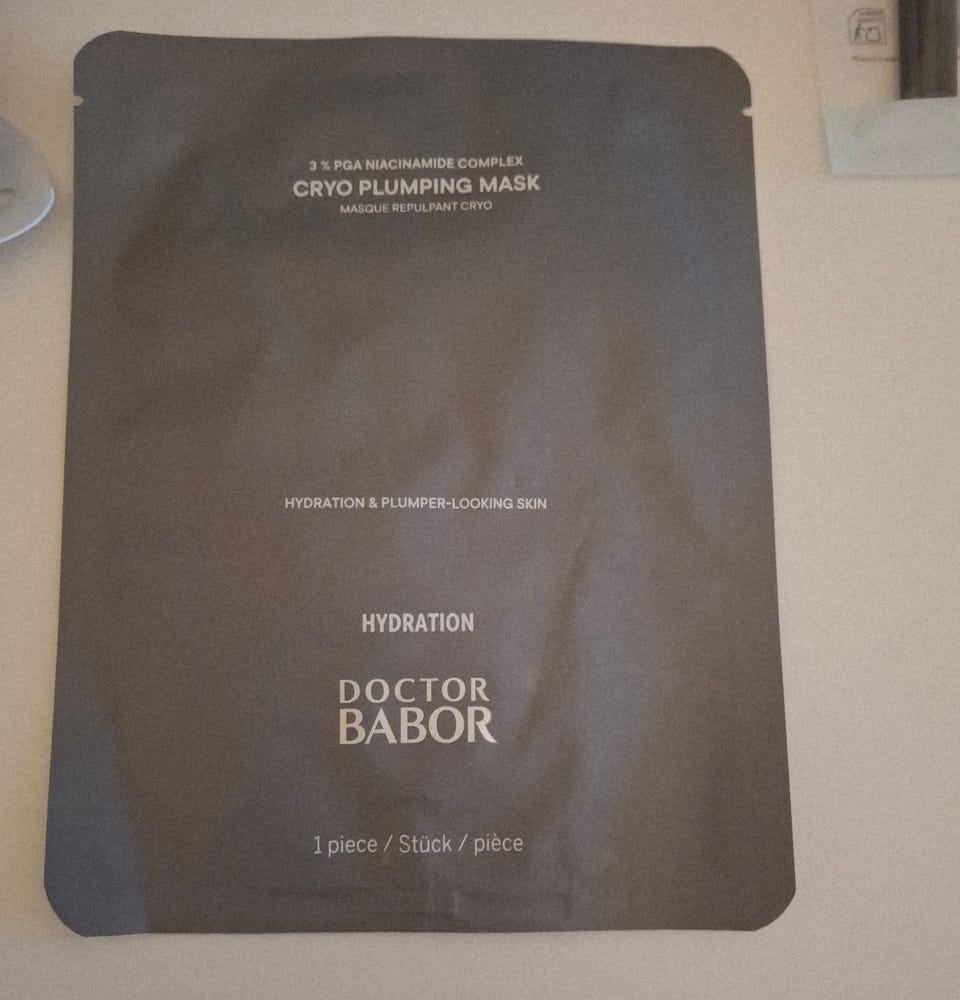 3 % PGA NIACINAMIDE COMPLEX
CRYO PLUMPING MASK
MASQUE REPULPANT CRYO
HYDRATION & PLUMPER-LOOKING SKIN
HYDRATION
DOCTOR
BABOR
1 piece / Stück / pièce